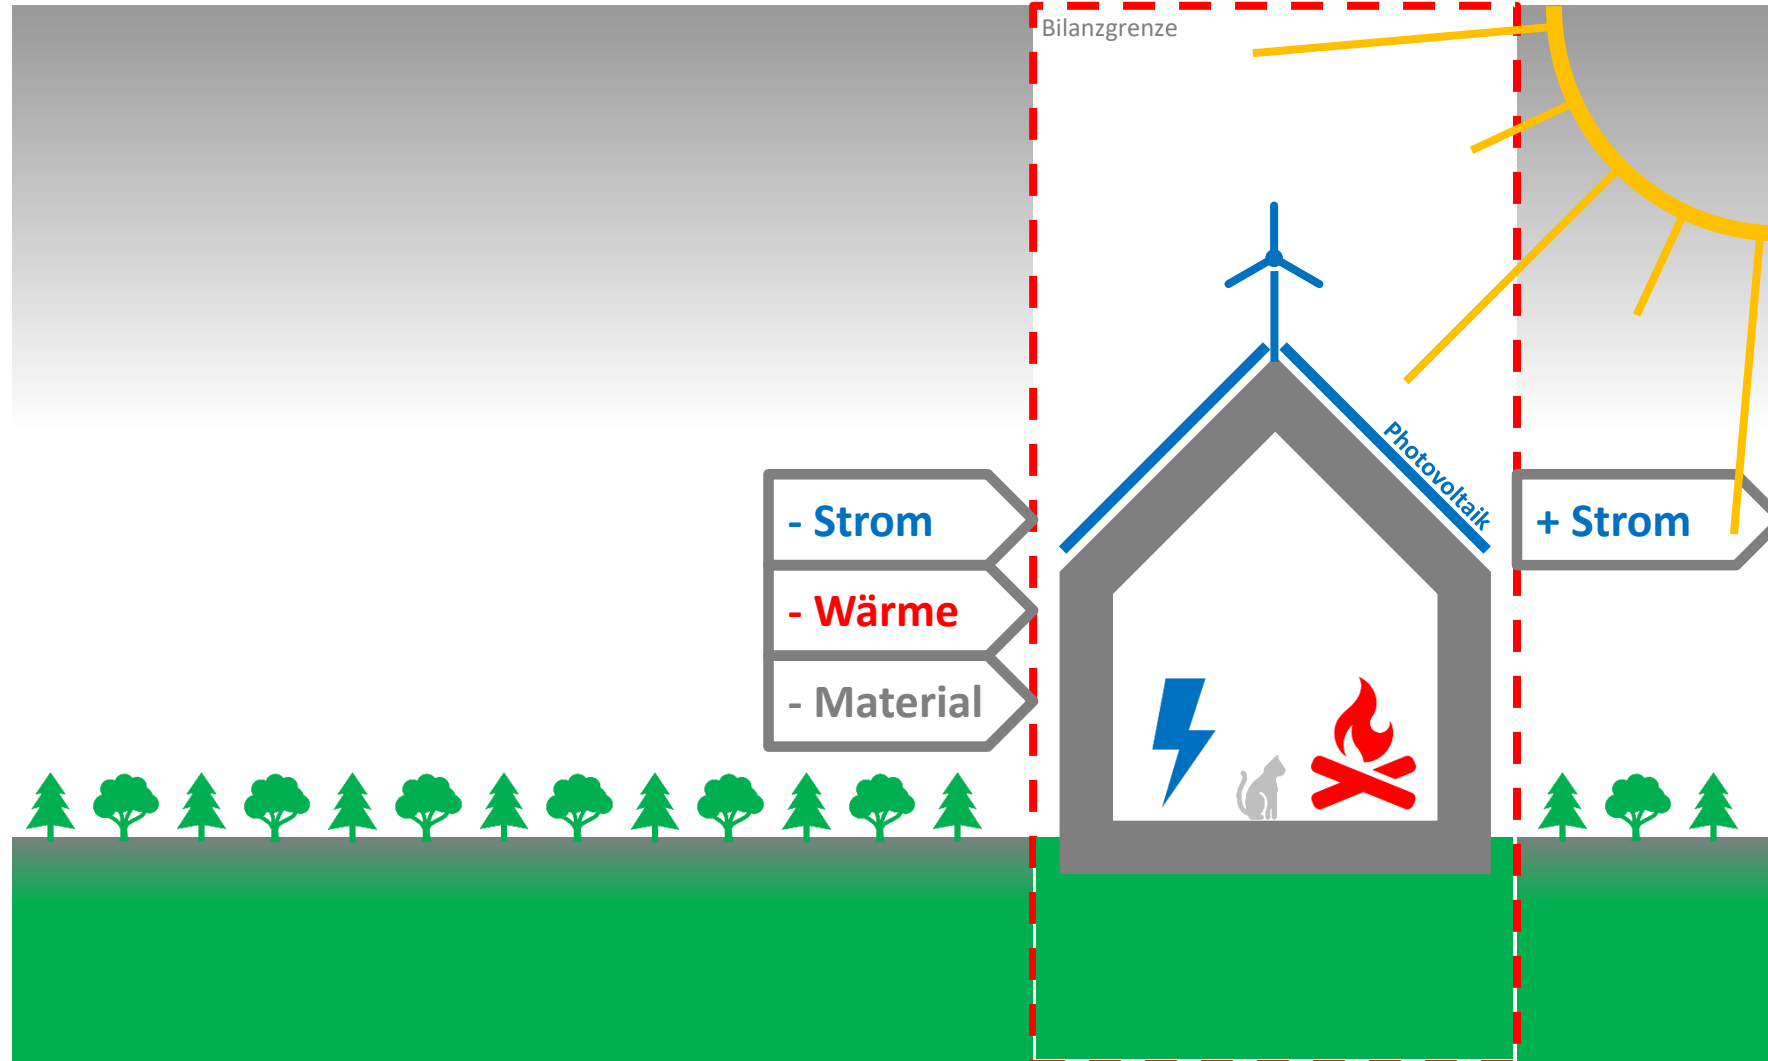 Bilanzgrenze
Photovoltaik
- Strom
+ Strom
- Wärme
- Material